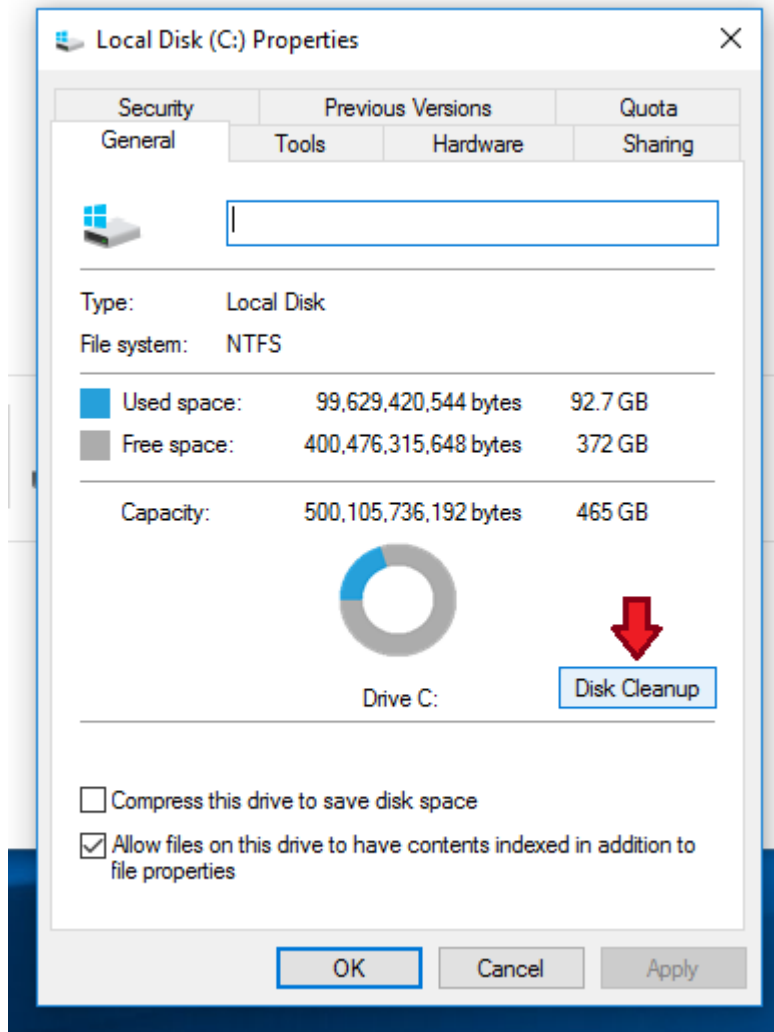 Local Disk (C:) Properties
Security Previous Versions Quota
General Tools Hardware Sharing
Type: Local Disk
File system: NTFS
Used space: 99,629,420,544 bytes 92.7 GB
Free space: 400,476,315,648 bytes 372 GB
Capacity: 500,105,736,192 bytes 465 GB
Drive C: Disk Cleanup
Compress this drive to save disk space
Allow files on this drive to have contents indexed in addition to
file properties
OK Cancel Apply